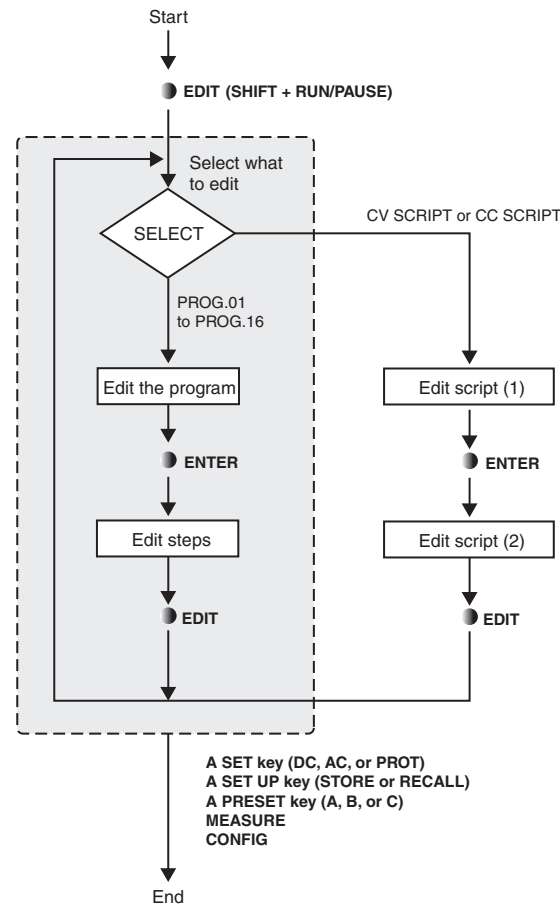 Start
EDIT (SHIFT + RUN/PAUSE)
Select what
to edit
SELECT
CV SCRIPT or CC SCRIPT
PROG.01
to PROG.16
Edit the program
Edit script (1)
ENTER
ENTER
Edit steps
Edit script (2)
EDIT
EDIT
A SET key (DC, AC, or PROT)
A SET UP key (STORE or RECALL)
A PRESET key (A, B, or C)
MEASURE
CONFIG
End